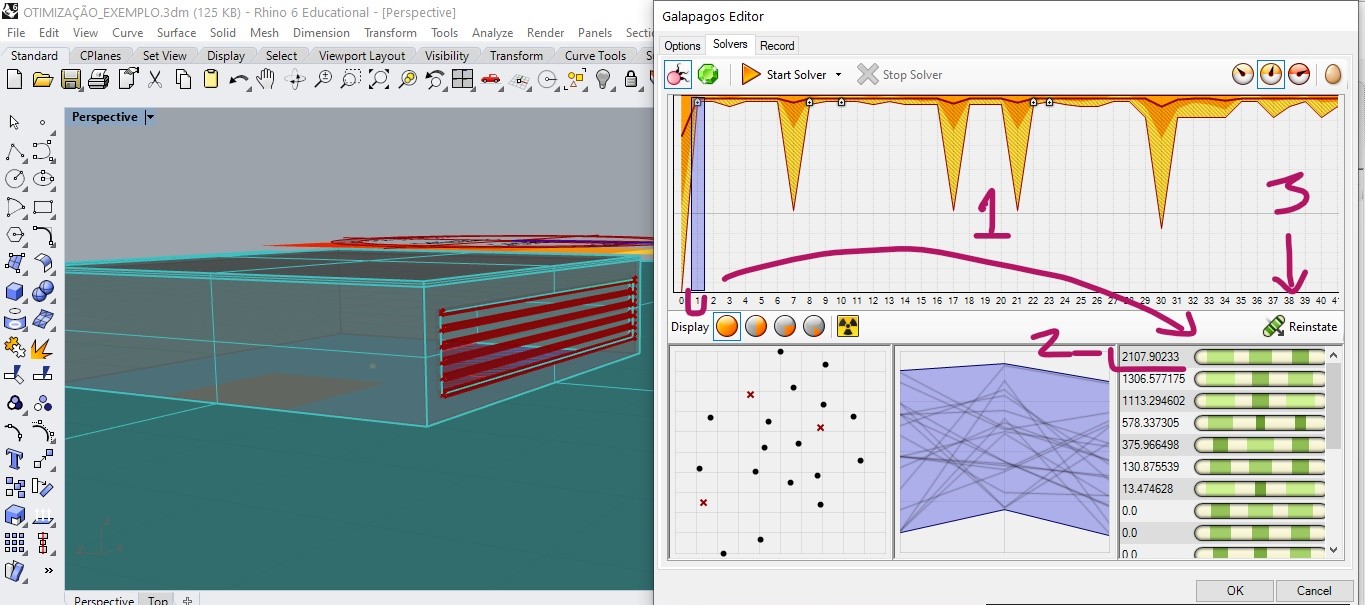 OTIMIZAÇÃO_EXEMPLO.3dm (125 KB) - Rhino 6 Educational - [Perspective]
File Edit View Curve Surface Solid Mesh Dimension Transform Tools Analyze Render Panels Secti
Standard CPlanes Set View Display Select Viewport Layout Visibility Transform Curve Tools S
Perspective
Perspective Top
Galapagos Editor
Options Solvers Record
Start Solver Stop Solver
1
3
0 1 2 3 4 5 6 7 8 9 10 11 12 13 14 15 16 17 18 19 20 21 22 23 24 25 26 27 28 29 30 31 32 33 34 35 36 37 38 39 40 41
Display
Reinstate
2
2107.90233
1306.577175
1113.294602
578.337305
375.966498
130.875539
13.474628
0.0
0.0
0.0
OK Cancel